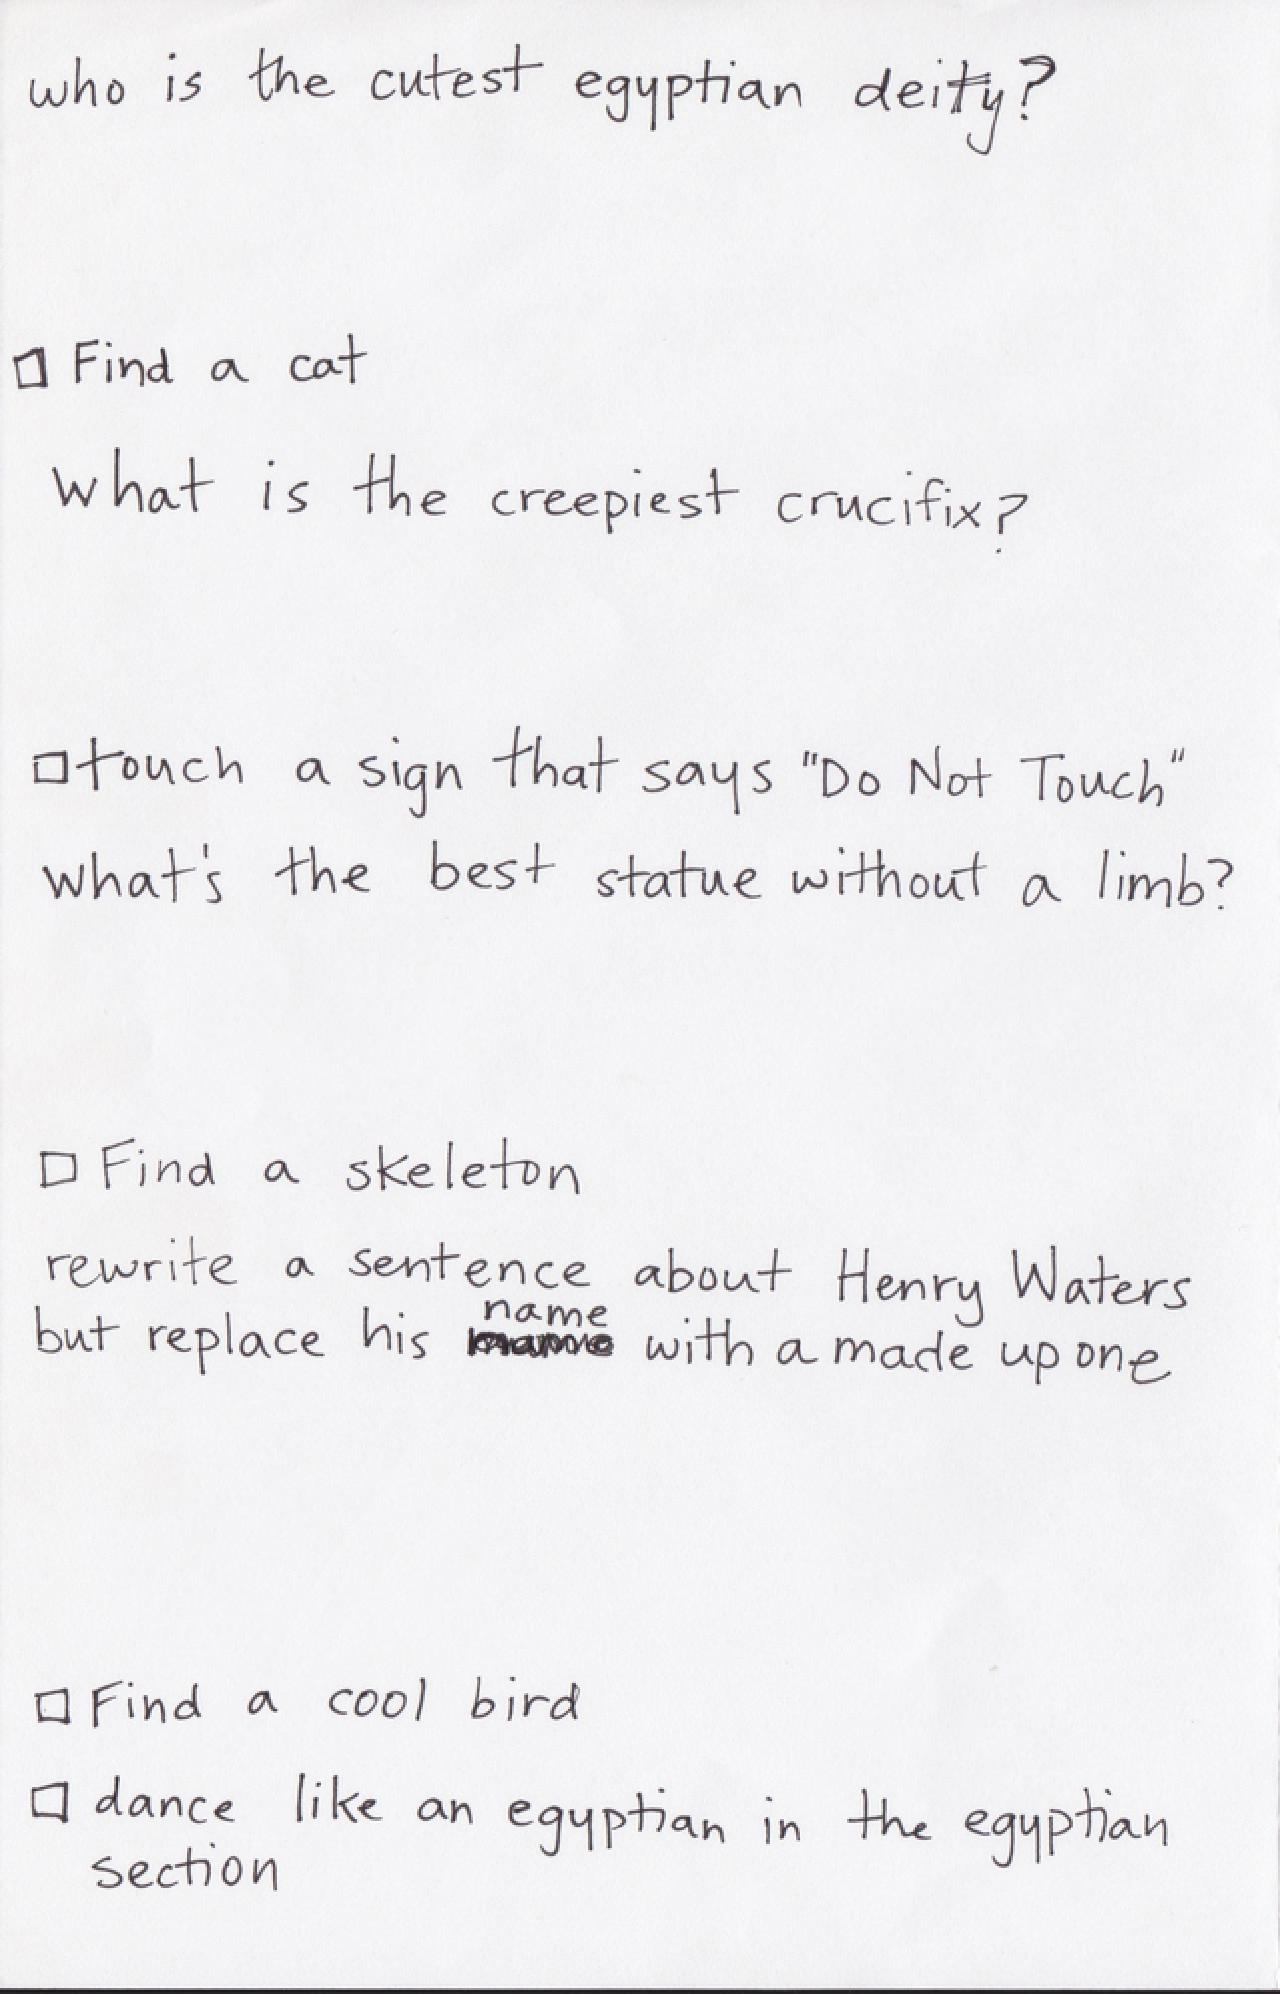 who is the cutest egyptian deity?
Find a cat
what is the creepiest crucifix?
touch a sign that says "Do Not Touch"
what's the best statue without a limb?
Find a skeleton
rewrite a sentence about Henry Waters
name
but replace his with a made up one
Find a cool bird
dance like an egyptian in the egyptian
section